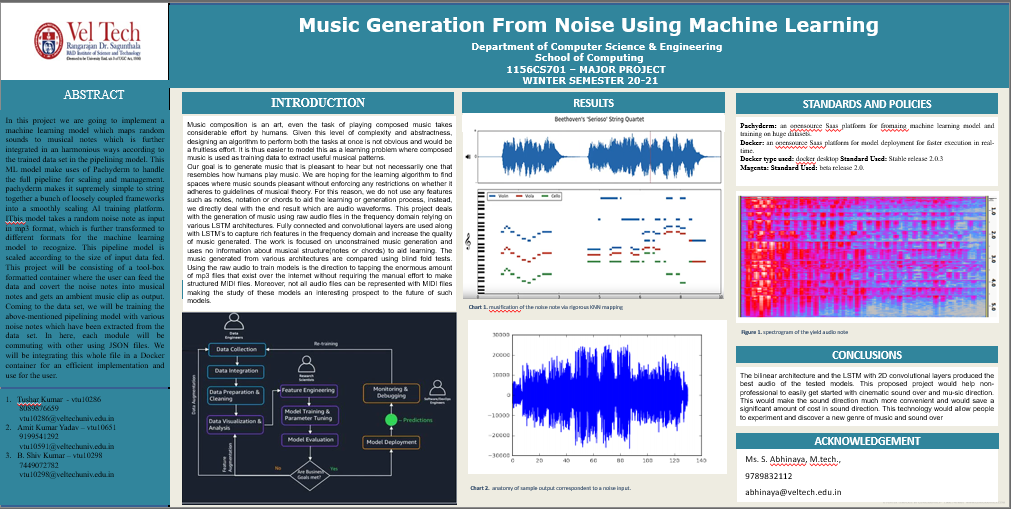 Vel Tech
Rangarajan Dr. Sagunthala
R&D Institute of Science and Technology
Music Generation From Noise Using Machine Learning
Department of Computer Science & Engineering
School of Computing
1156CS701 – MAJOR PROJECT
WINTER SEMESTER 20-21
ABSTRACT
In this project we are going to implement a
machine learning model which maps random
sounds to musical notes which is further
integrated in an harmonious ways according to
the trained data set in the pipelining model. This
ML model makes use of Pachyderm to handle
the full pipeline for scaling and management.
pachyderm makes it supremely simple to string
together a bunch of loosely coupled frameworks
into a smoothly scaling AI training platform.
[This model takes a random noise note as input
in mp3 format, which is further transformed to
different formats for the machine learning
model to recognize. This pipeline model is
scaled according to the size of input data fed.
This project will be consisting of a tool-box
formatted container where the user can feed the
data and covert the noise notes into musical
notes and gets an ambient music clip as output.
Coming to the data set, we will be training the
above-mentioned pipelining model with various
noise notes which have been extracted from the
data set. In here, each module will be
commuting with other using JSON files. We
will be integrating this whole file in a Docker
container for an efficient implementation and
use for the user.
1. Tushar Kumar - vtu10286
8089876659
vtu10286@veltechuniv.edu.in
2. Amit Kumar Yadav – vtu10651
9199541292
vtu10591@veltechuniv.edu.in
3. B. Shiv Kumar – vtu10298
7449072782
vtu10298@veltechuniv.edu.in
INTRODUCTION
Music composition is an art, even the task of playing composed music takes
considerable effort by humans. Given this level of complexity and abstractness,
designing an algorithm to perform both the tasks at once is not obvious and would be
a fruitless effort. It is thus easier to model this as a learning problem where composed
music is used as training data to extract useful musical patterns.
Our goal is to generate music that is pleasant to hear but not necessarily one that
resembles how humans play music. We are hoping for the learning algorithm to find
spaces where music sounds pleasant without enforcing any restrictions on whether it
adheres to guidelines of musical theory. For this reason, we do not use any features
such as notes, notation or chords to aid the learning or generation process, instead,
we directly deal with the end result which are audio waveforms. This project deals
with the generation of music using raw audio files in the frequency domain relying on
various LSTM architectures. Fully connected and convolutional layers are used along
with LSTM's to capture rich features in the frequency domain and increase the quality
of music generated. The work is focused on unconstrained music generation and
uses no information about musical structure(notes or chords) to aid learning. The
music generated from various architectures are compared using blind fold tests.
Using the raw audio to train models is the direction to tapping the enormous amount
of mp3 files that exist over the internet without requiring the manual effort to make
structured MIDI files. Moreover, not all audio files can be represented with MIDI files
making the study of these models an interesting prospect to the future of such
models.
Data
Engineers
Re-training
Data Collection
Data Integration
Data Preparation &
Cleaning
Data Visualization &
Analysis
Data Augmentation
Feature
Augmentation
Research
Scientists
Feature Engineering
Model Training &
Parameter Tuning
Model Evaluation
No
Yes
Are Business
Goals met?
Monitoring &
Debugging
Software/DevOps
Engineers
– Predictions
Model Deployment
RESULTS
Beethoven's 'Serioso' String Quartet
Violin
Viola
Cello
Chart 1. musification of the noise note via rigorous KNN mapping
30000
20000
10000
0
−10000
−20000
−30000
0 20 40 60 80 100 120 140
Chart 2. anatomy of sample output correspondent to a noise input.
STANDARDS AND POLICIES
Pachyderm: an opensource Saas platform for fromaing machine learning model and
training on huge datasets.
Docker: an opensource Saas platform for model deployment for faster execution in real-
time.
Docker type used: docker desktop Standard Used: Stable release 2.0.3
Magenta: Standard Used: beta release 2.0.
1.0
2.0
3.0
4.0
5.0
Figure 1. spectrogram of the yield audio note
CONCLUSIONS
The bilinear architecture and the LSTM with 2D convolutional layers produced the
best audio of the tested models. This proposed project would help non-
professional to easily get started with cinematic sound over and mu-sic direction.
This would make the sound direction much more convenient and would save a
significant amount of cast in sound direction. This technology would allow people
to experiment and discover a new genre of music and sound over
ACKNOWLEDGEMENT
Ms. S. Abhinaya, M.tech.,
9789832112
abhinaya@veltech.edu.in